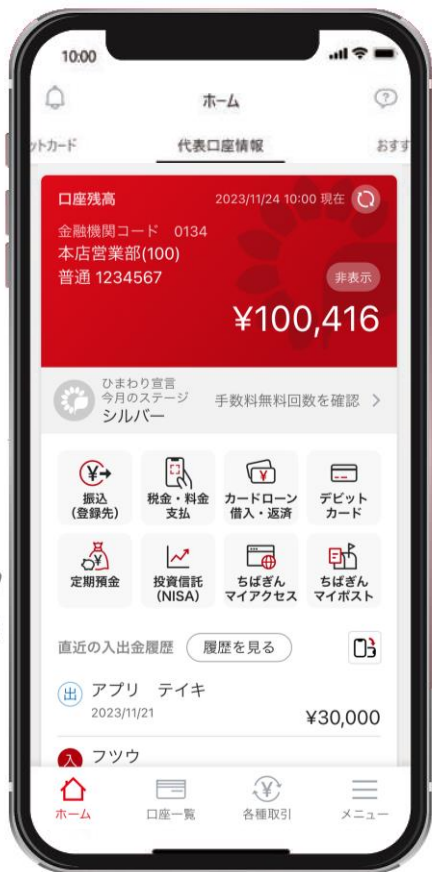 10:00
ホーム
ットカード
代表口座情報
おすす
口座残高
2023/11/24 10:00 現在
金融機関コード 0134
本店営業部(100)
普通 1234567
非表示
¥100,416
ひまわり宣言
今月のステージ
シルバー
手数料無料回数を確認 >
振込
(登録先)
税金・料金
支払
カードローン
借入・返済
デビット
カード
定期預金
投資信託
(NISA)
ちばぎん
マイアクセス
ちばぎん
マイポスト
直近の入出金履歴
履歴を見る
出 アプリ テイキ
2023/11/21
¥30,000
入 フツウ
ホーム
口座一覧
各種取引
メニュー